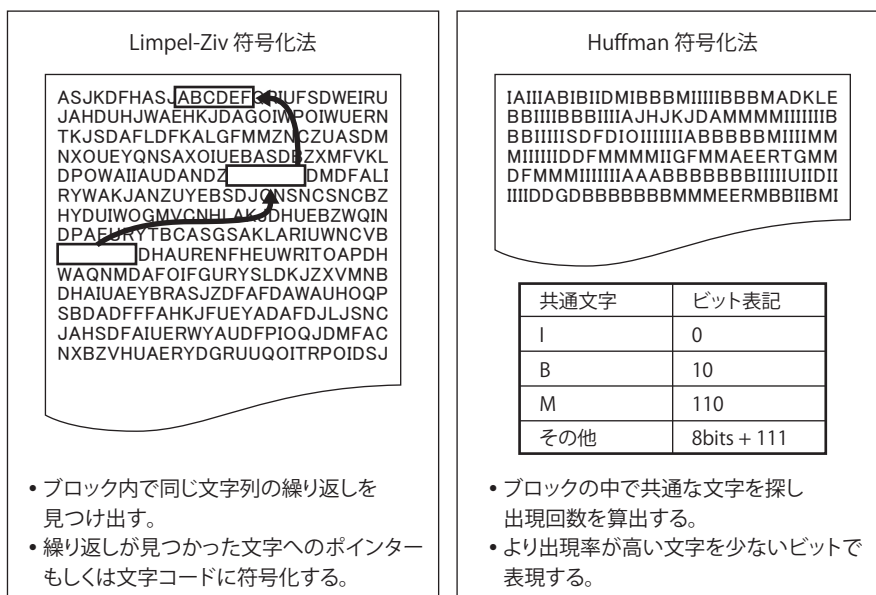 Limpel-Ziv 符号化法
ASJKDFHASJABCDEF
JAHDUHJWAEHKJDAGOIWPOIWUERN
TKJSDAFLDFKALGFMMZNCZUASDM
NXOUEYQNSAXOIUEBASDBZXMFVKL
DPOWAIIAUDANDZ DMDFALI
RYWAKJANZUYEBSDJCNSNCSNCBZ
HYDUIWOGMVCNHLAKJDHUEBZWQIN
DPAEURYTBCASGSAKLARIUWNCVB
DHAURENFHEUWRITOAPDH
WAQNMDAFOIFGURYSLDKJZXVMNB
DHAIUAEYBRASJZDFAFDAWAUHOQP
SBDADFFFAHKJFUEYADAFDJLJSNC
JAHSDFAIUERWYAUDFPIOQJDMFAC
NXBZVHUAERYDGRUUQOITRPOIDSJ
• ブロック内で同じ文字列の繰り返しを
見つけ出す。
• 繰り返しが見つかった文字へのポインター
もしくは文字コードに符号化する。
Huffman 符号化法
IAIIIABIBIIDMIBBBMIIIIIBBBMADKLE
BBIIIIBBBIIIIAJHJKJDAMMMMIIIIIIIB
BBIIIIISDFDIOIIIIIIIABBBBBBMIIIIMM
MIIIIIIDDFMMMMIIGFMMAEERTGMM
DFMMMIIIIIIIIAAABBBBBBBBIIIIIUIIDII
IIIIDDGDBBBBBBBBMMMEERMBBIIBMI
共通文字 ビット表記
I 0
B 10
M 110
その他 8bits + 111
• ブロックの中で共通な文字を探し
出現回数を算出する。
• より出現率が高い文字を少ないビットで
表現する。